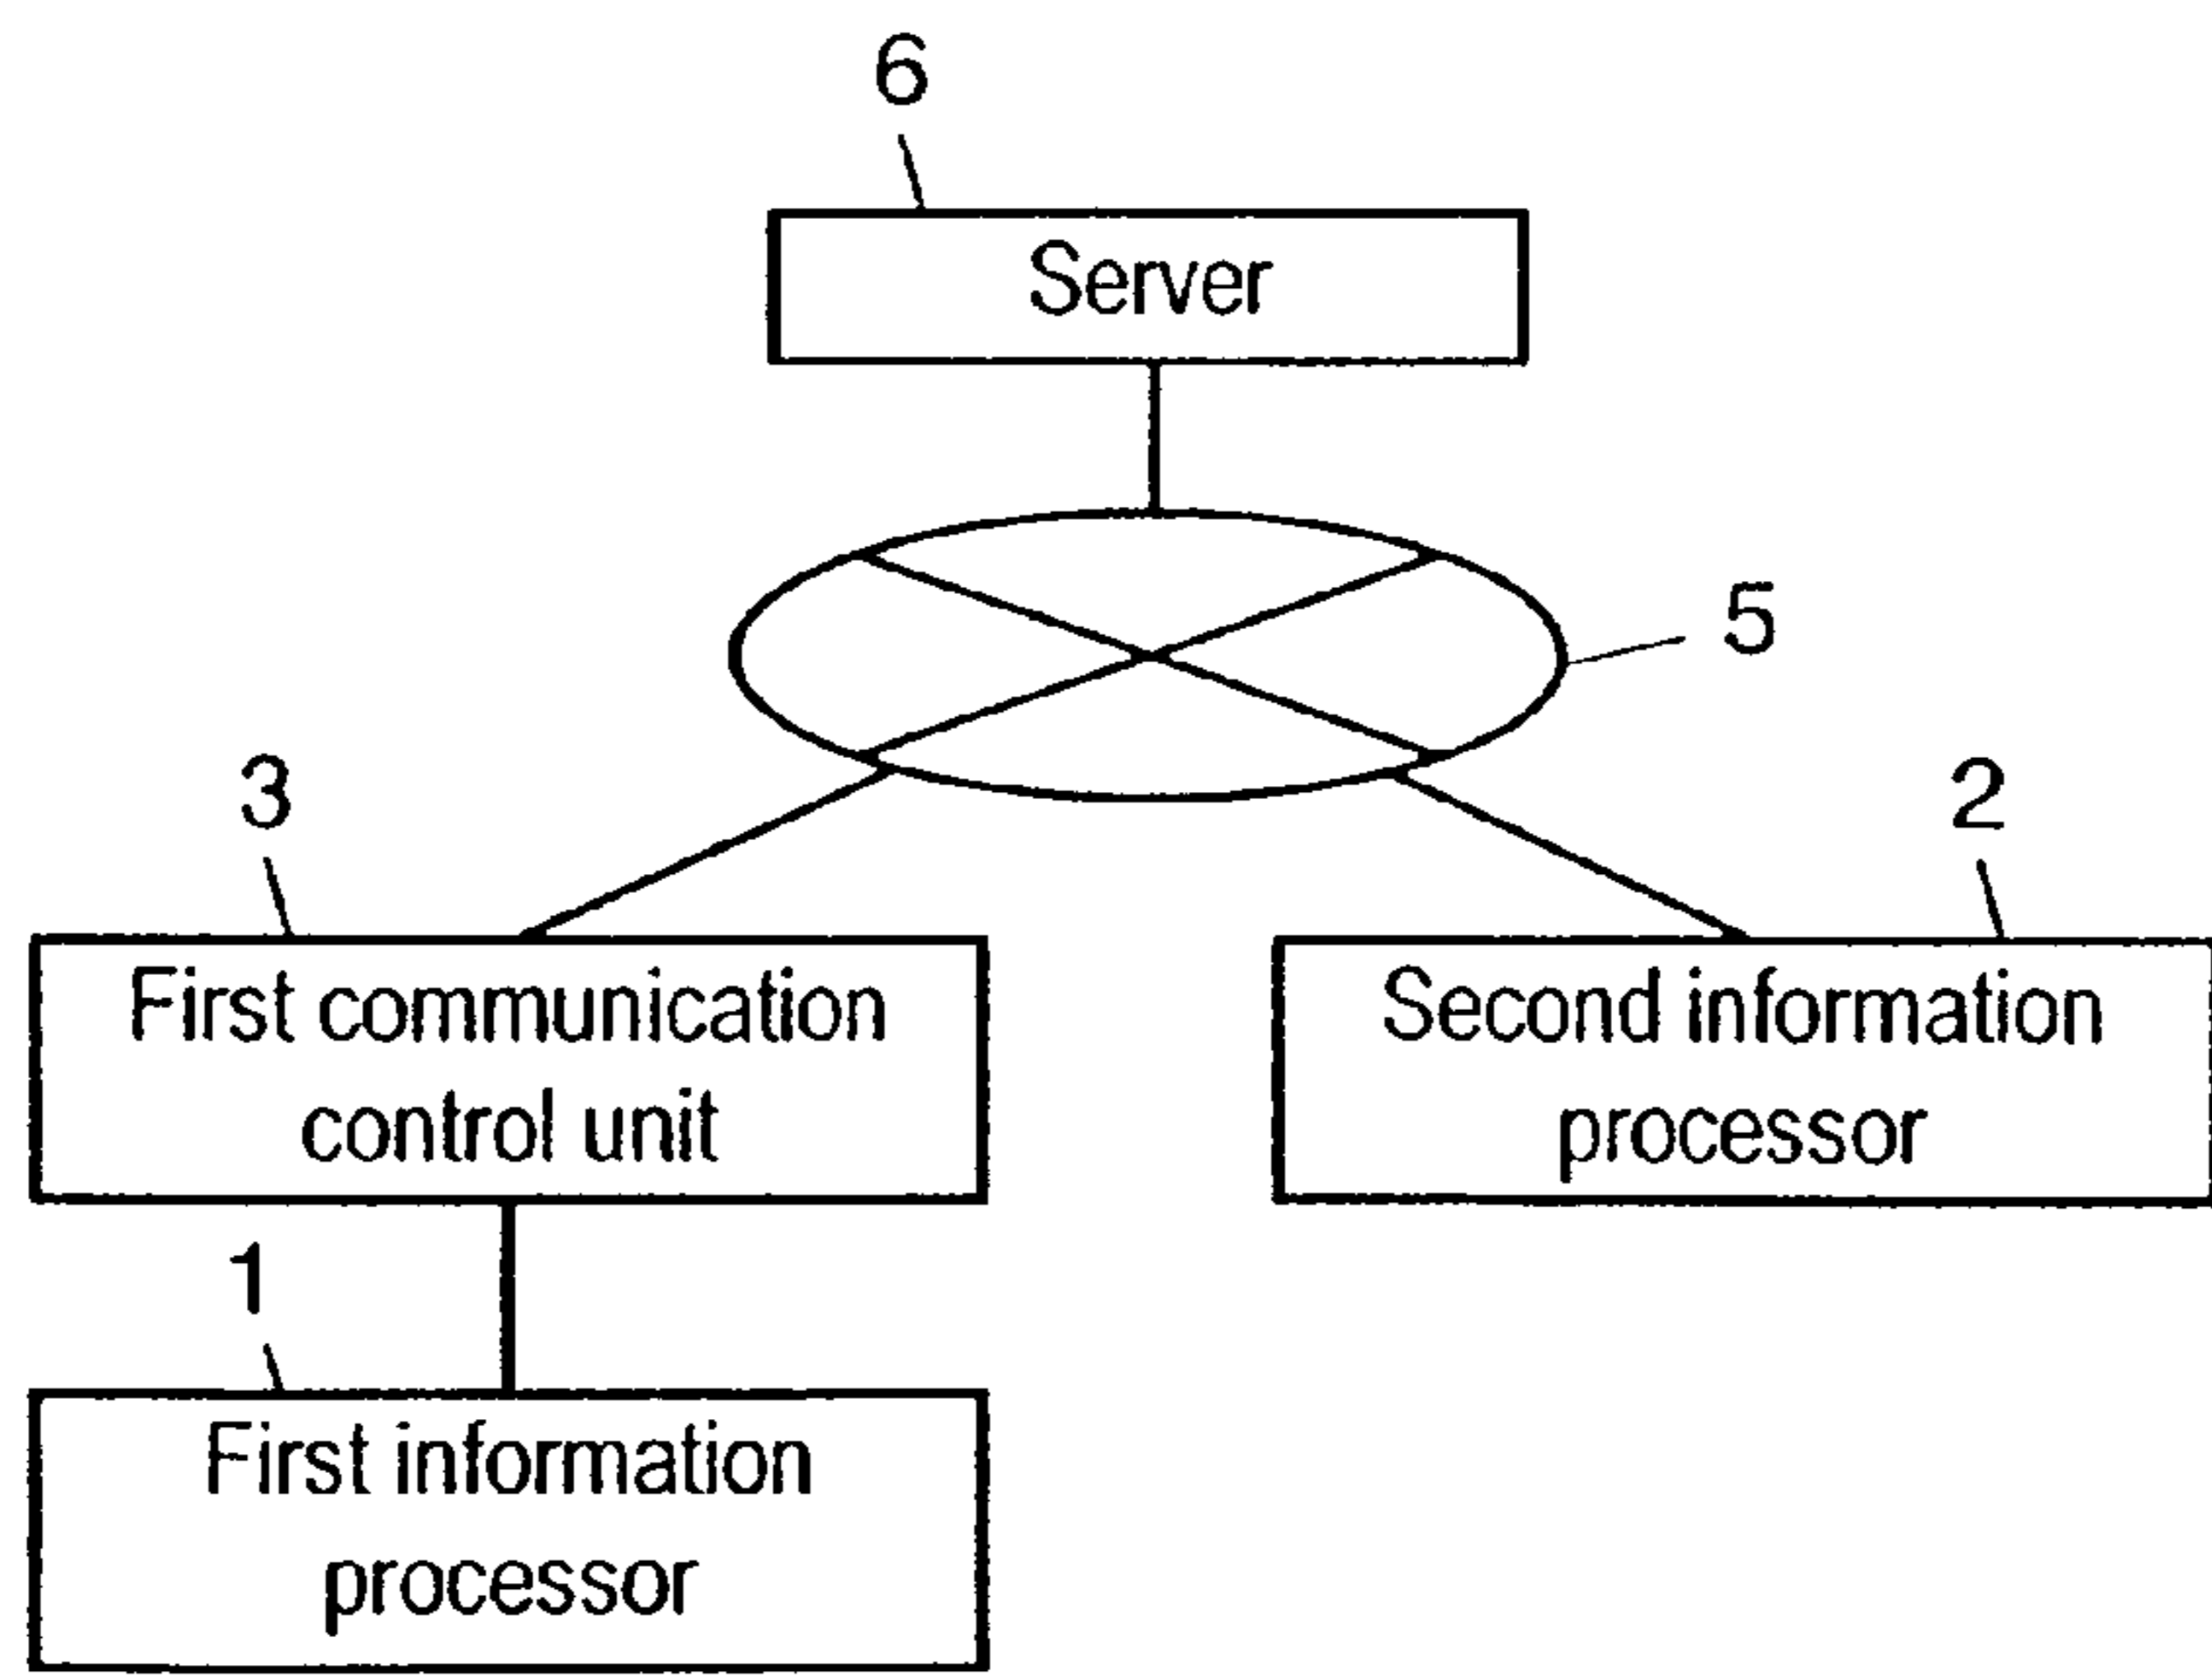 6
Server
5
3
2
First communication
control unit
Second information
processor
1
First information
processor